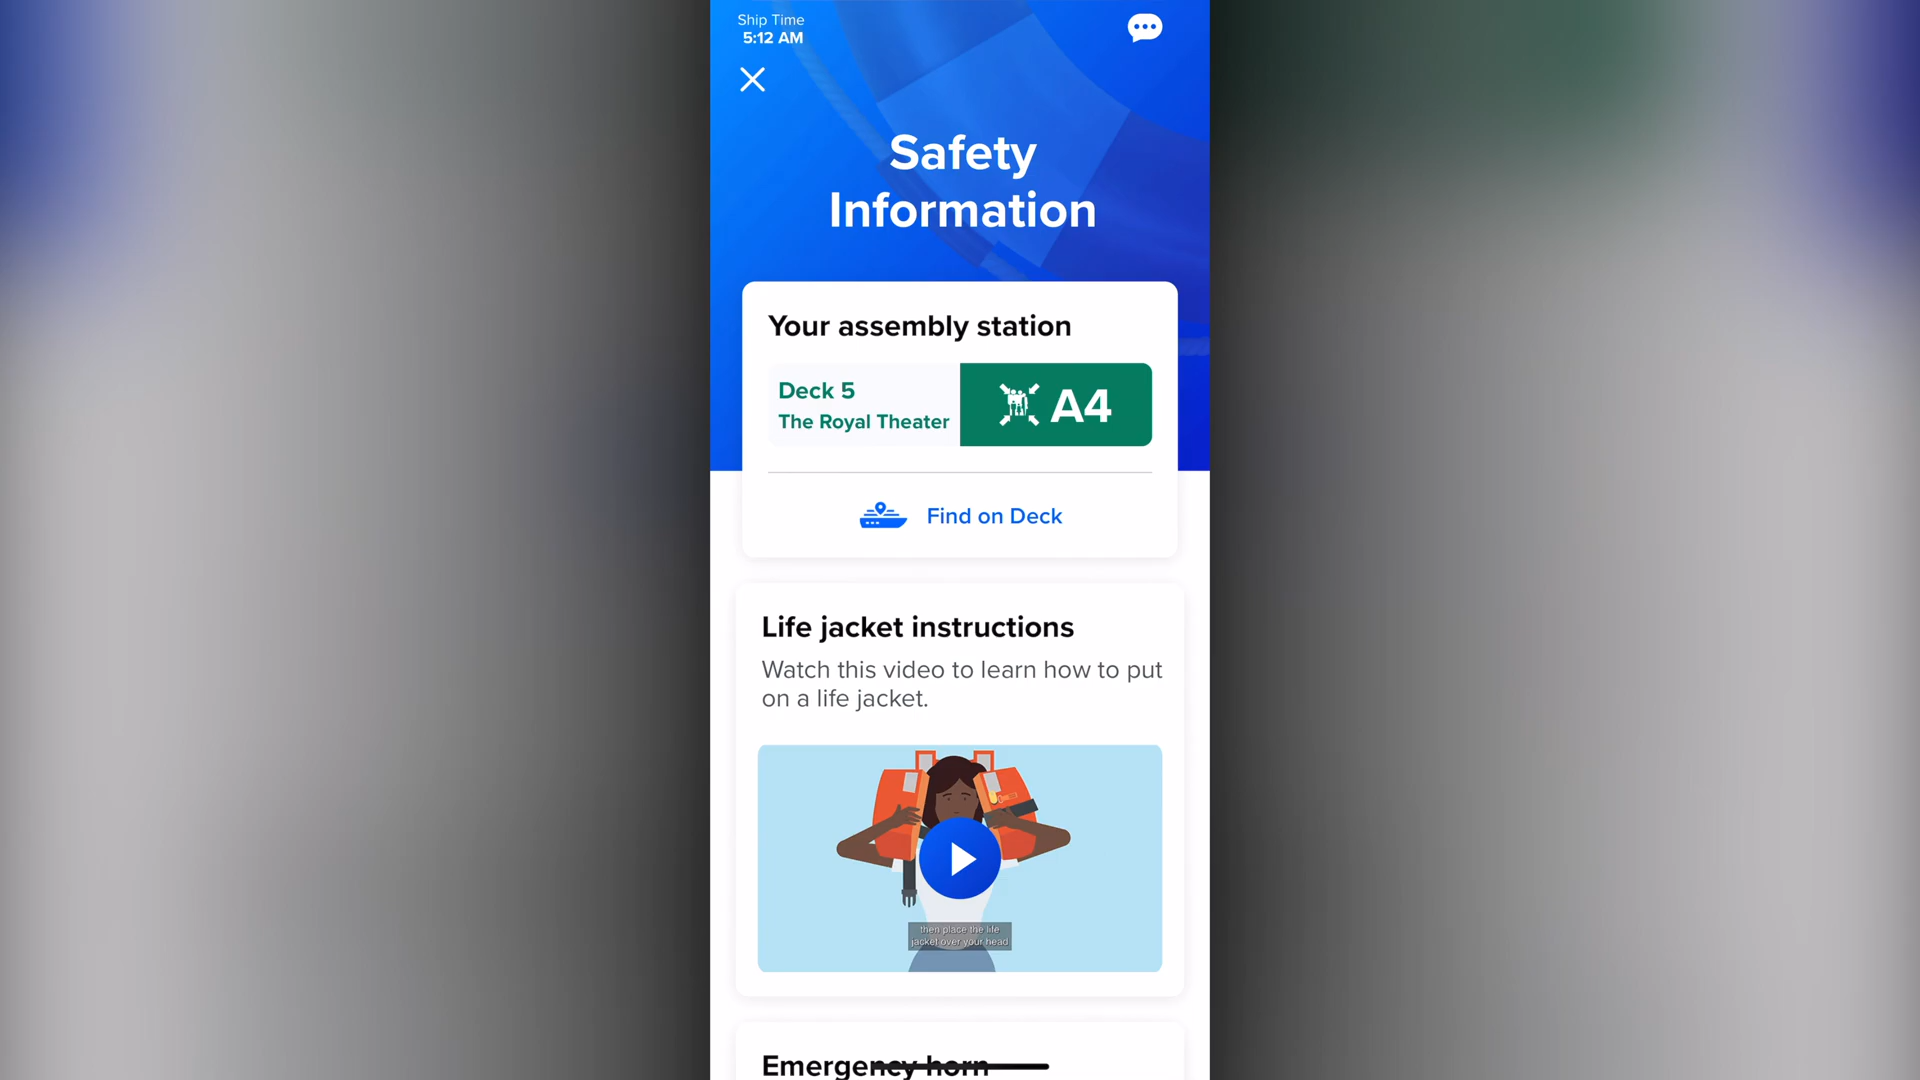 Ship Time
5:12 AM
Safety
Information
Your assembly station
Deck 5
The Royal Theater
A4
Find on Deck
Life jacket instructions
Watch this video to learn how to put
on a life jacket.
then place the life
jacket over your head
Emergency horn